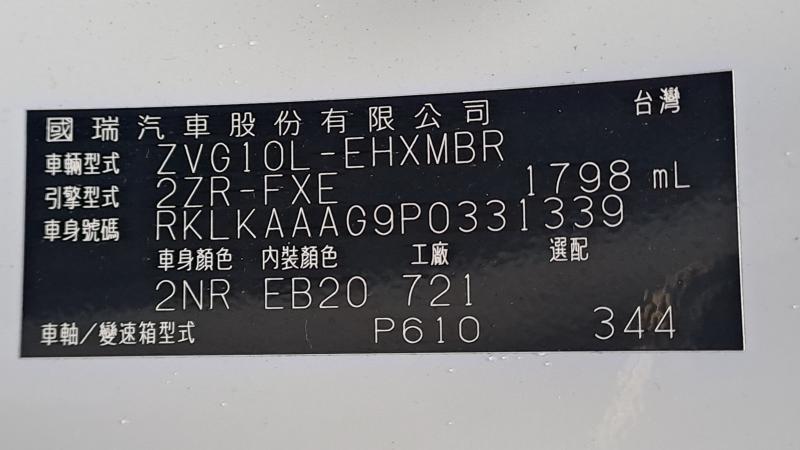 國瑞汽車股份有限公司 台灣
車輛型式 ZVG10L-EHXMBR
引擎型式 2ZR-FXE 1798 mL
車身號碼 RKLKAAAG9P0331339
車身顏色 內裝顏色 工廠 選配
2NR EB20 721
車軸/變速箱型式 P610 344